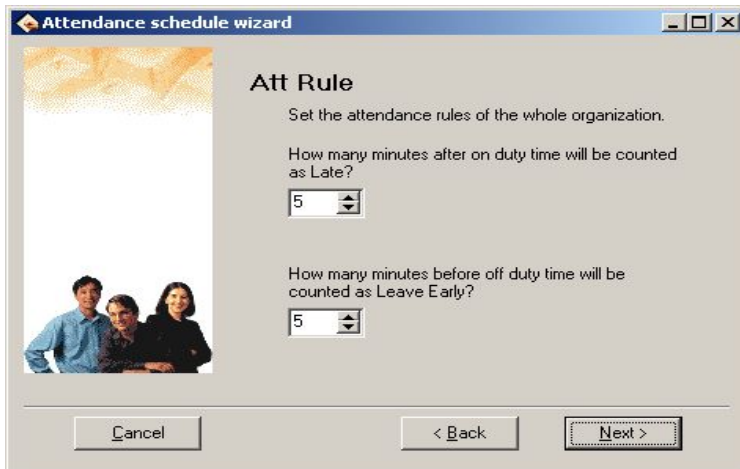 Attendance schedule wizard
Att Rule
Set the attendance rules of the whole organization.
How many minutes after on duty time will be counted
as Late?
5
How many minutes before off duty time will be
counted as Leave Early?
5
Cancel
< Back
Next >